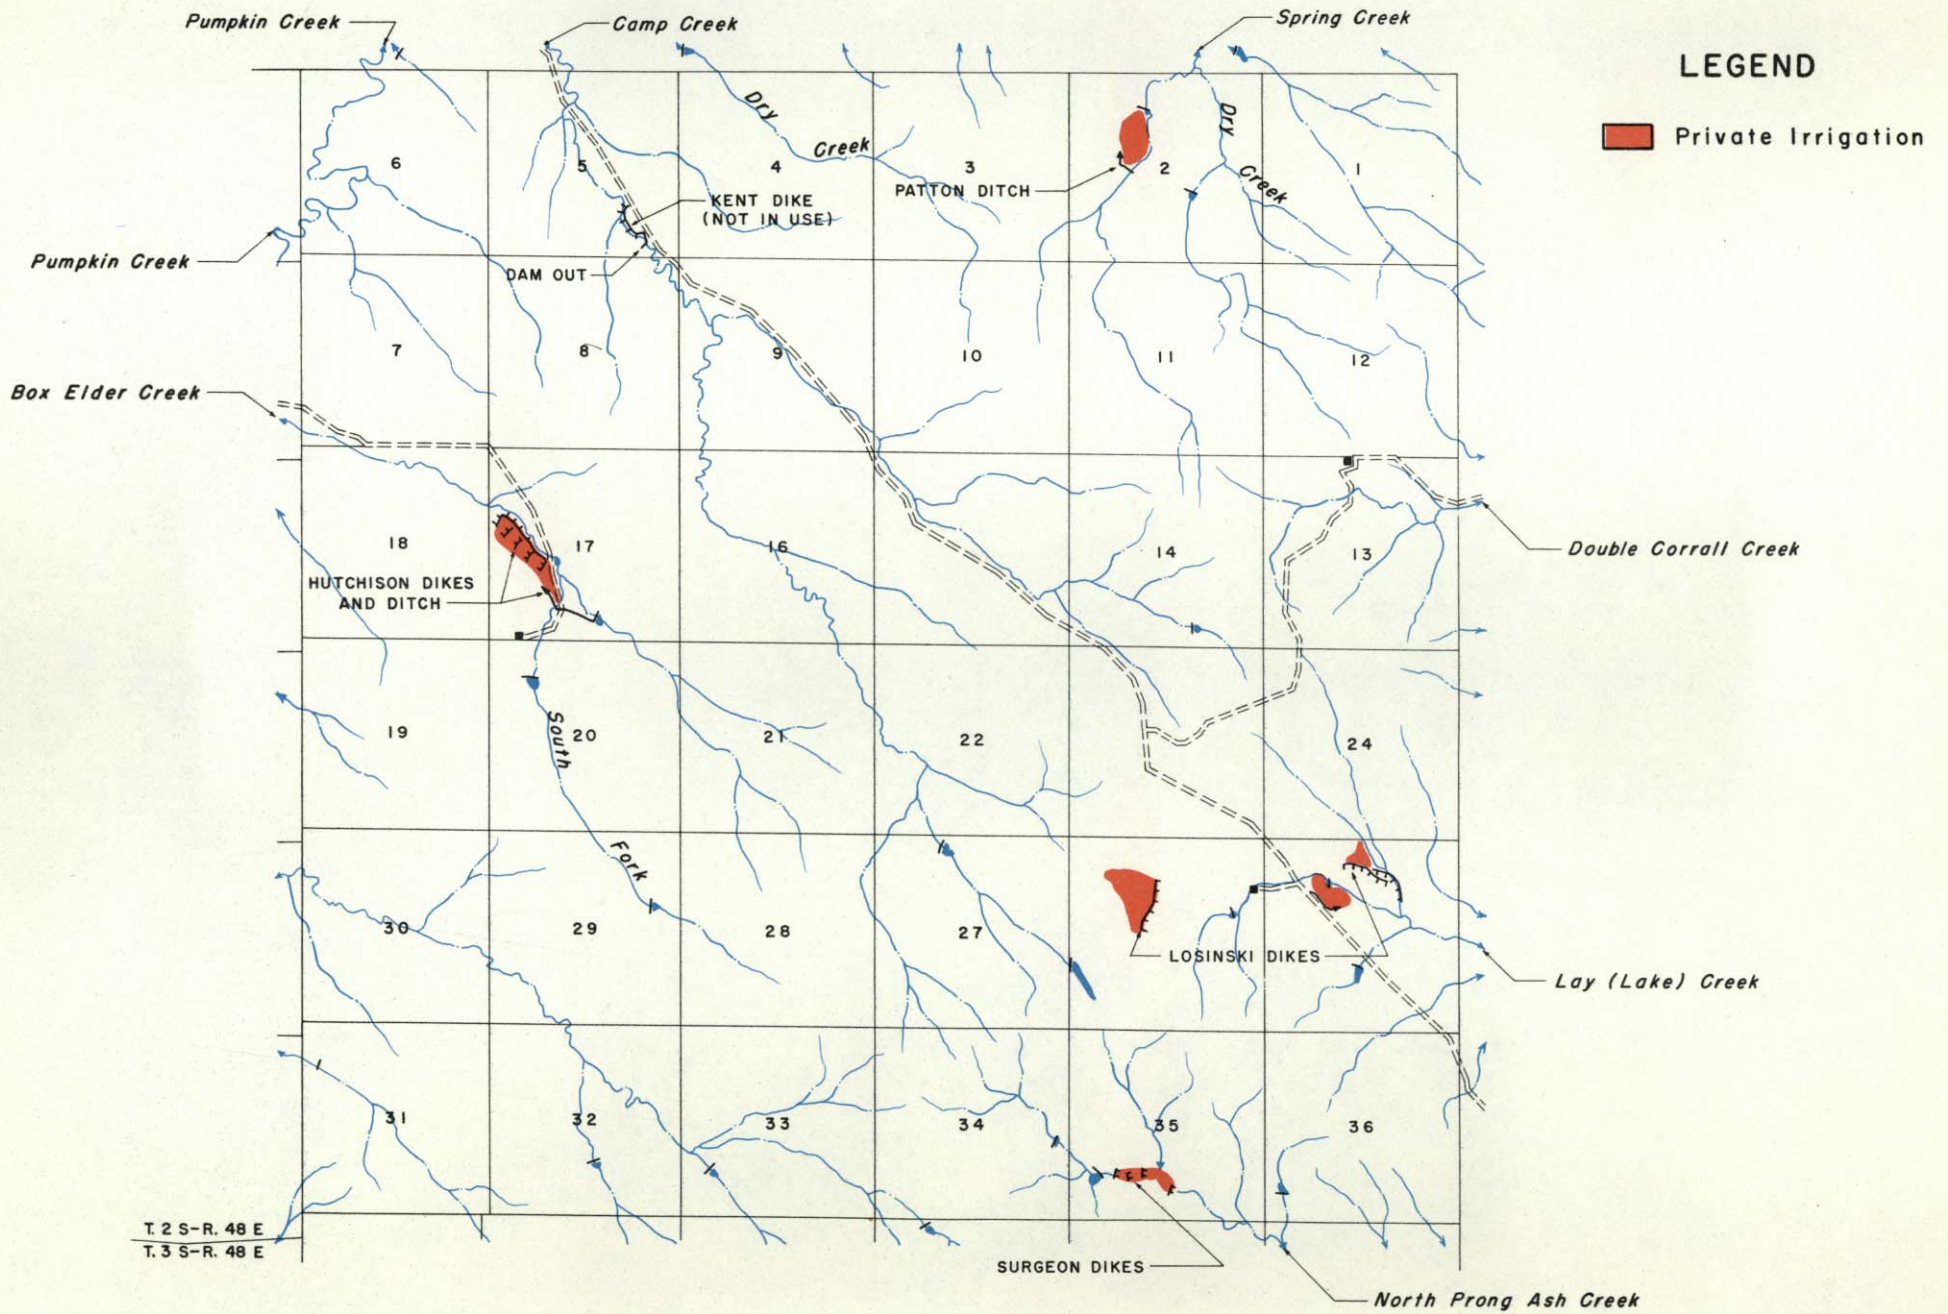 Pumpkin Creek
Camp Creek
Spring Creek
LEGEND
Private Irrigation
Dry
Creek
Dry
Creek
6
5
4
3
2
1
PATTON DITCH
KENT DIKE
(NOT IN USE)
Pumpkin Creek
DAM OUT
7
8
9
10
11
12
Box Elder Creek
18
17
16
14
13
Double Corrall Creek
HUTCHISON DIKES
AND DITCH
19
South
20
21
22
24
Fork
30
29
28
27
LOSINSKI DIKES
Lay (Lake) Creek
31
32
33
34
35
36
T. 2 S-R. 48 E
T. 3 S-R. 48 E
SURGEON DIKES
North Prong Ash Creek